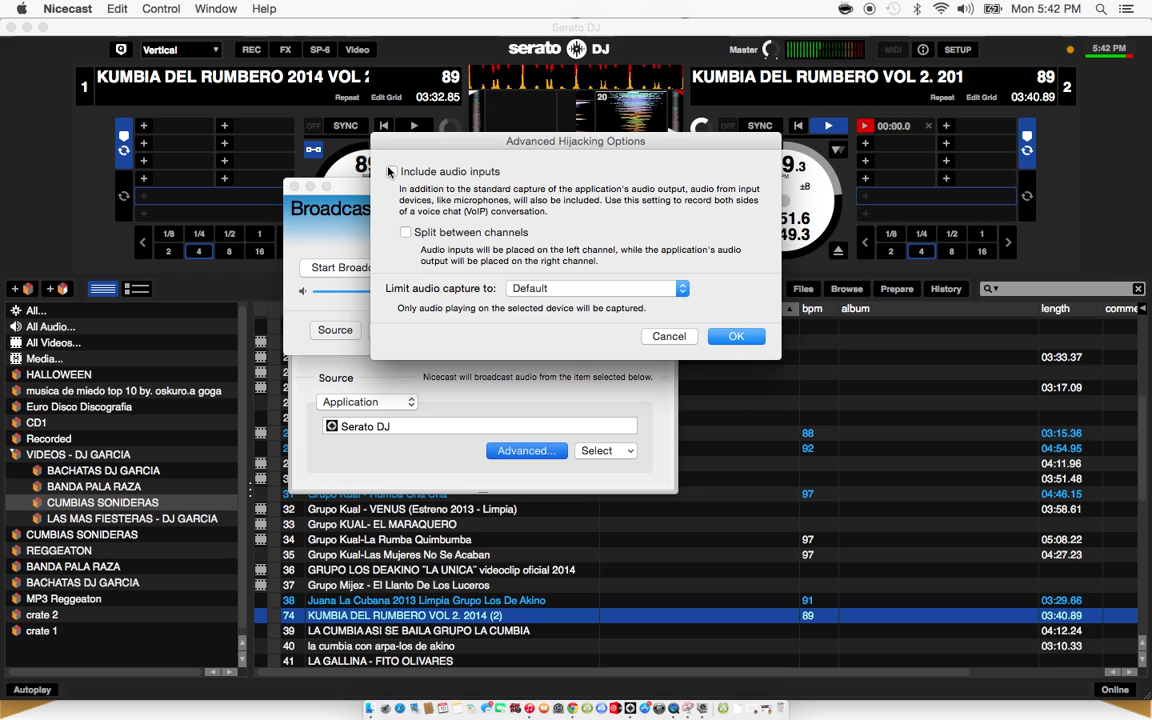 Nicecast Edit Control Window Help Mon 5:42 PM
Serato DJ
Vertical REC FX SP-6 Video serato DJ Master MIDI SETUP 5:42 PM
1 KUMBIA DEL RUMBERO 2014 VOL 2 89
Repeat Edit Grid 03:32.85
KUMBIA DEL RUMBERO VOL 2. 201 89 2
Repeat Edit Grid 03:40.89
20
OFF SYNC
OFF SYNC 00:00.0
1/8 1/4 1/2 1
2 4 8 16
±8
1/8 1/4 1/2 1
2 4 8 16
Advanced Hijacking Options
Include audio inputs
In addition to the standard capture of the application's audio output, audio from input
devices, like microphones, will also be included. Use this setting to record both sides
of a voice chat (VoIP) conversation.
Split between channels
Audio inputs will be placed on the left channel, while the application's audio
output will be placed on the right channel.
Limit audio capture to: Default
Only audio playing on the selected device will be captured.
Cancel OK
Broadcas
Start Broadc
Source
Source Nicecast will broadcast audio from the item selected below.
Application
Serato DJ
Advanced... Select
Files Browse Prepare History
bpm album length comme
All...
All Audio...
All Videos...
Media...
HALLOWEEN
musica de miedo top 10 by. oskuro.a goga
Euro Disco Discografia
CD1
Recorded
VIDEOS - DJ GARCIA
BACHATAS DJ GARCIA
BANDA PALA RAZA
CUMBIAS SONIDERAS
LAS MAS FIESTERAS - DJ GARCIA
CUMBIAS SONIDERAS
REGGEATON
BANDA PALA RAZA
BACHATAS DJ GARCIA
MP3 Reggeaton
crate 2
crate 1
03:33.37
03:17.09
88 03:15.36
92 04:54.95
04:11.96
03:51.48
31 Grupo Kual - Rumba Cha Cha 97 04:46.15
32 Grupo Kual - VENUS (Estreno 2013 - Limpia) 03:58.61
33 Grupo KUAL- EL MARAQUERO
34 Grupo Kual-La Rumba Quimbumba 97 05:08.22
35 Grupo Kual-Las Mujeres No Se Acaban 97 04:27.23
36 GRUPO LOS DEAKINO "LA UNICA" videoclip oficial 2014
37 Grupo Mijez - El Llanto De Los Luceros
38 Juana La Cubana 2013 Limpia Grupo Los De Akino 91 03:29.66
74 KUMBIA DEL RUMBERO VOL 2. 2014 (2) 89 03:40.89
39 LA CUMBIA ASI SE BAILA GRUPO LA CUMBIA 04:12.24
40 la cumbia con arpa-los de akino 03:10.33
41 LA GALLINA - FITO OLIVARES
Autoplay Online